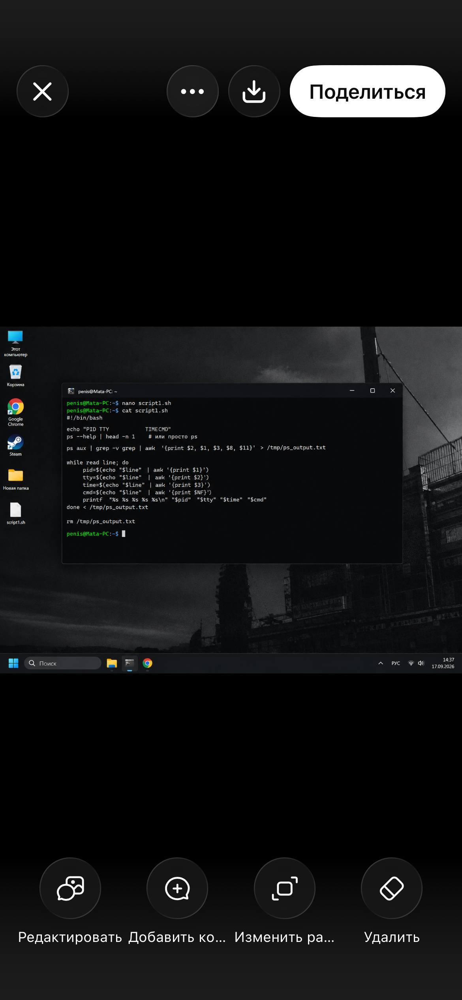 Поделиться
Этот
компьютер
Корзина
Google
Chrome
Steam
Новая папка
script1.sh
penis@Mata-PC: ~
penis@Mata-PC:~$ nano script1.sh
penis@Mata-PC:~$ cat script1.sh
#!/bin/bash
echo "PID TTY           TIMECMD"
ps --help | head -n 1    # или просто ps
ps aux | grep -v grep | awk  ‘{print $2, $1, $3, $8, $11}' > /tmp/ps_output.txt
while read line; do
     pid=$(echo "$line"  | awk ‘{print $1}’)
     tty=$(echo "$line"  | awk ‘{print $2}')
     time=$(echo "$line" | awk ‘{print $3}’)
     cmd=$(echo "$line"  | awk ‘{print $NF}’)
     printf  "%s %s %s %s %s\n" "$pid"  "$tty" "$time"  "$cmd"
done < /tmp/ps_output.txt
rm /tmp/ps_output.txt
penis@Mata-PC:~$
Поиск
РУС
14:37
17.09.2026
Редактировать
Добавить ко...
Изменить ра...
Удалить